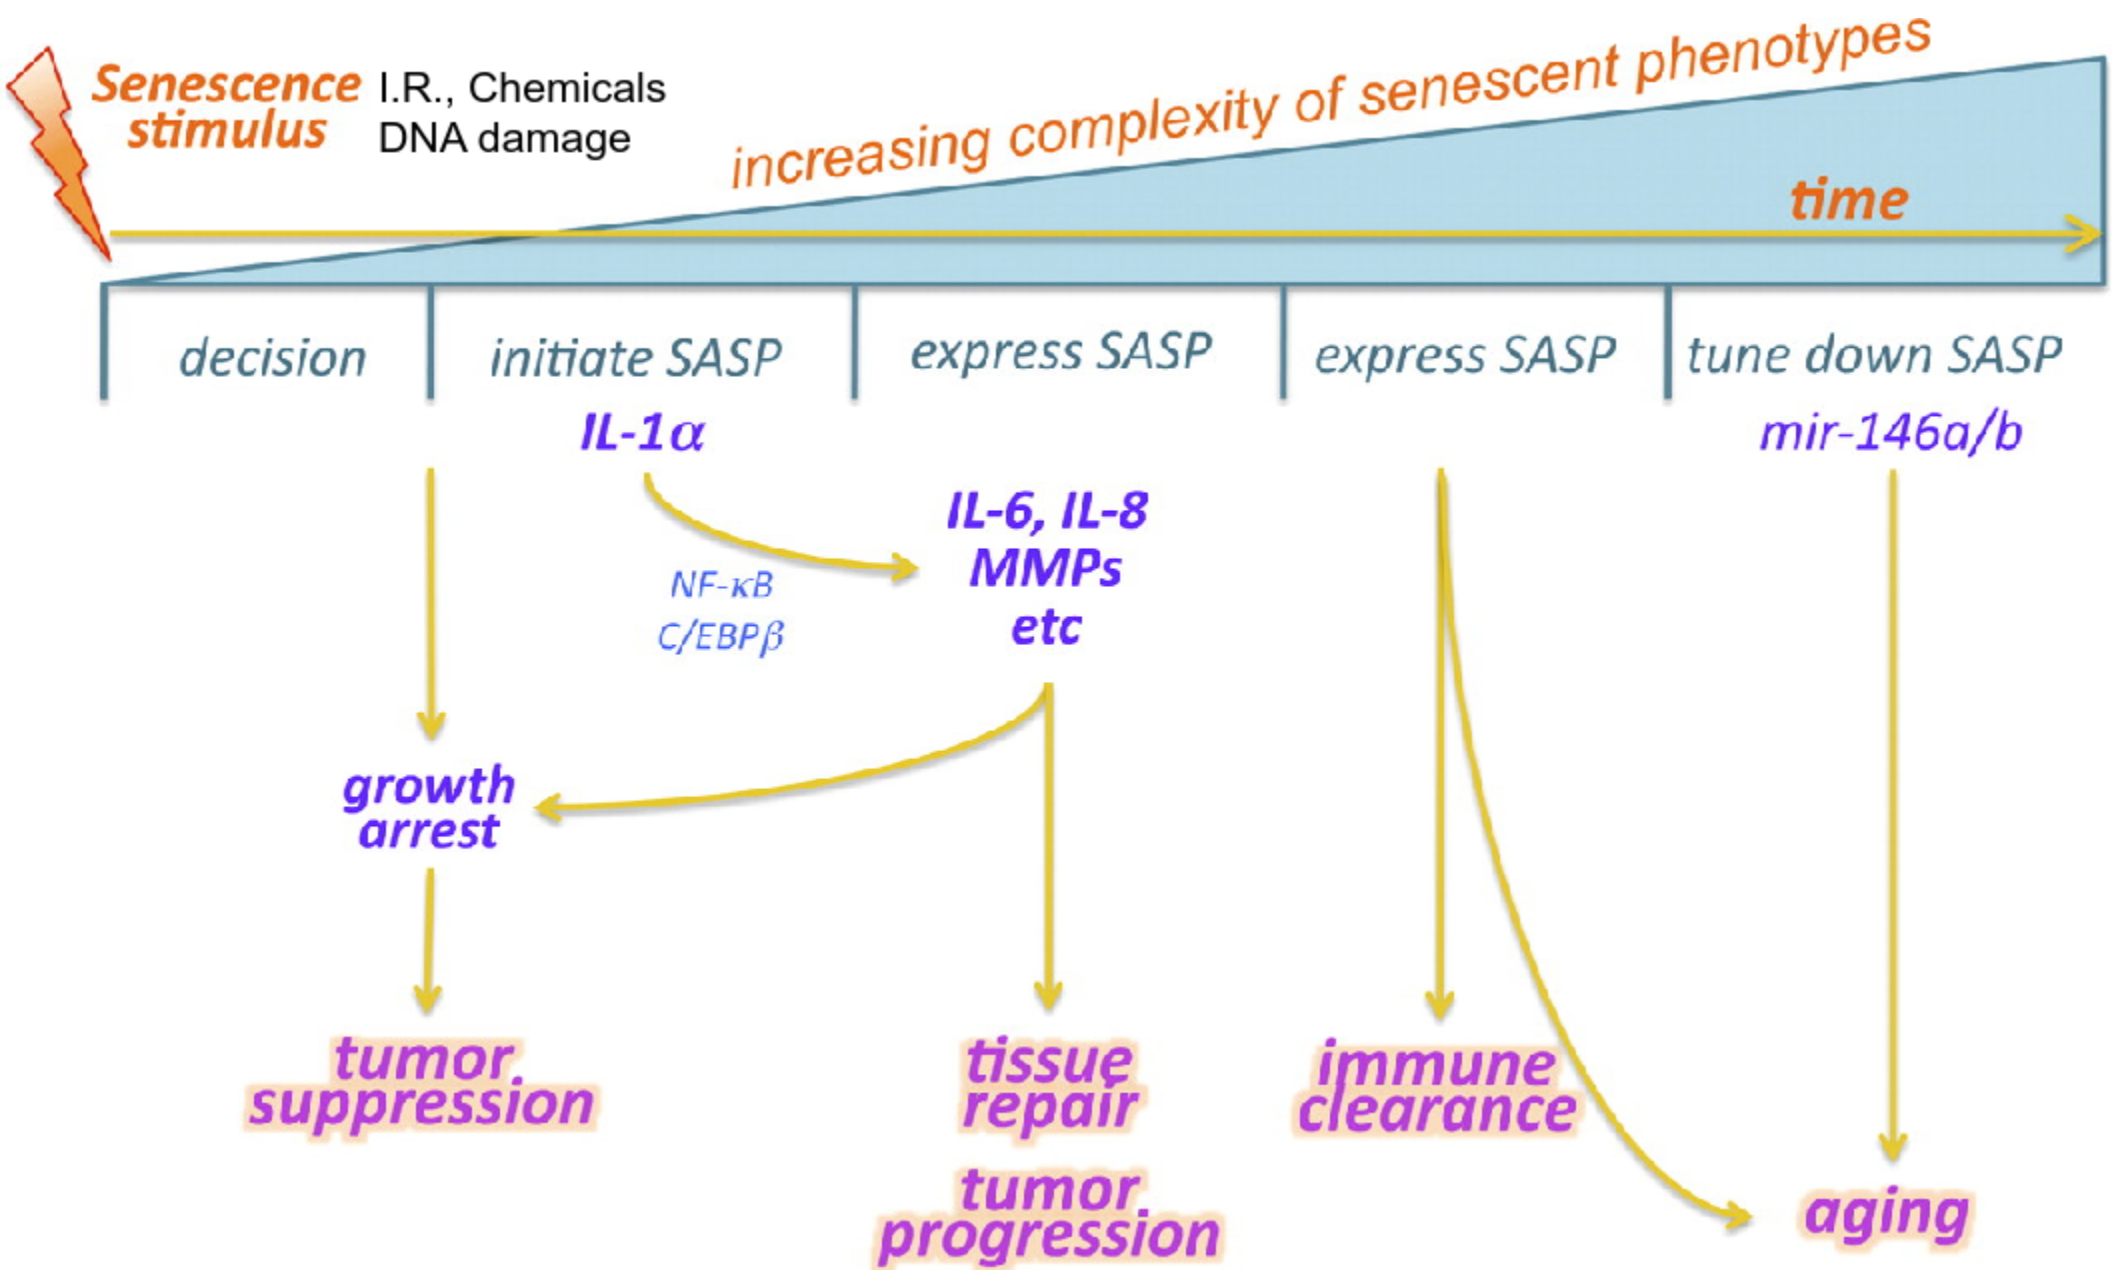 Senescence
stimulus
I.R., Chemicals
DNA damage
increasing complexity of senescent phenotypes
time
decision
initiate SASP
express SASP
express SASP
tune down SASP
IL-1α
mir-146a/b
IL-6, IL-8
MMPs
etc
NF-κB
C/EBPβ
growth
arrest
tumor
suppression
tissue
repair
immune
clearance
tumor
progression
aging